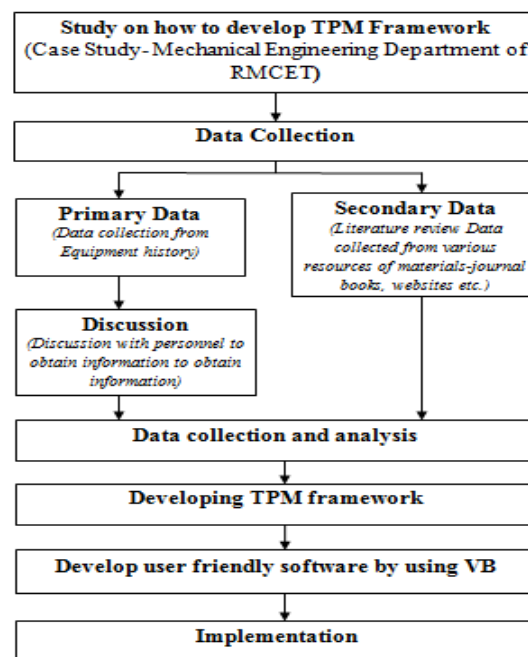 Study on how to develop TPM Framework
(Case Study- Mechanical Engineering Department of
RMCET)
Data Collection
Primary Data
(Data collection from
Equipment history)
Secondary Data
(Literature review Data
collected from various
resources of materials-journal
books, websites etc.)
Discussion
(Discussion with personnel to
obtain information to obtain
information)
Data collection and analysis
Developing TPM framework
Develop user friendly software by using VB
Implementation